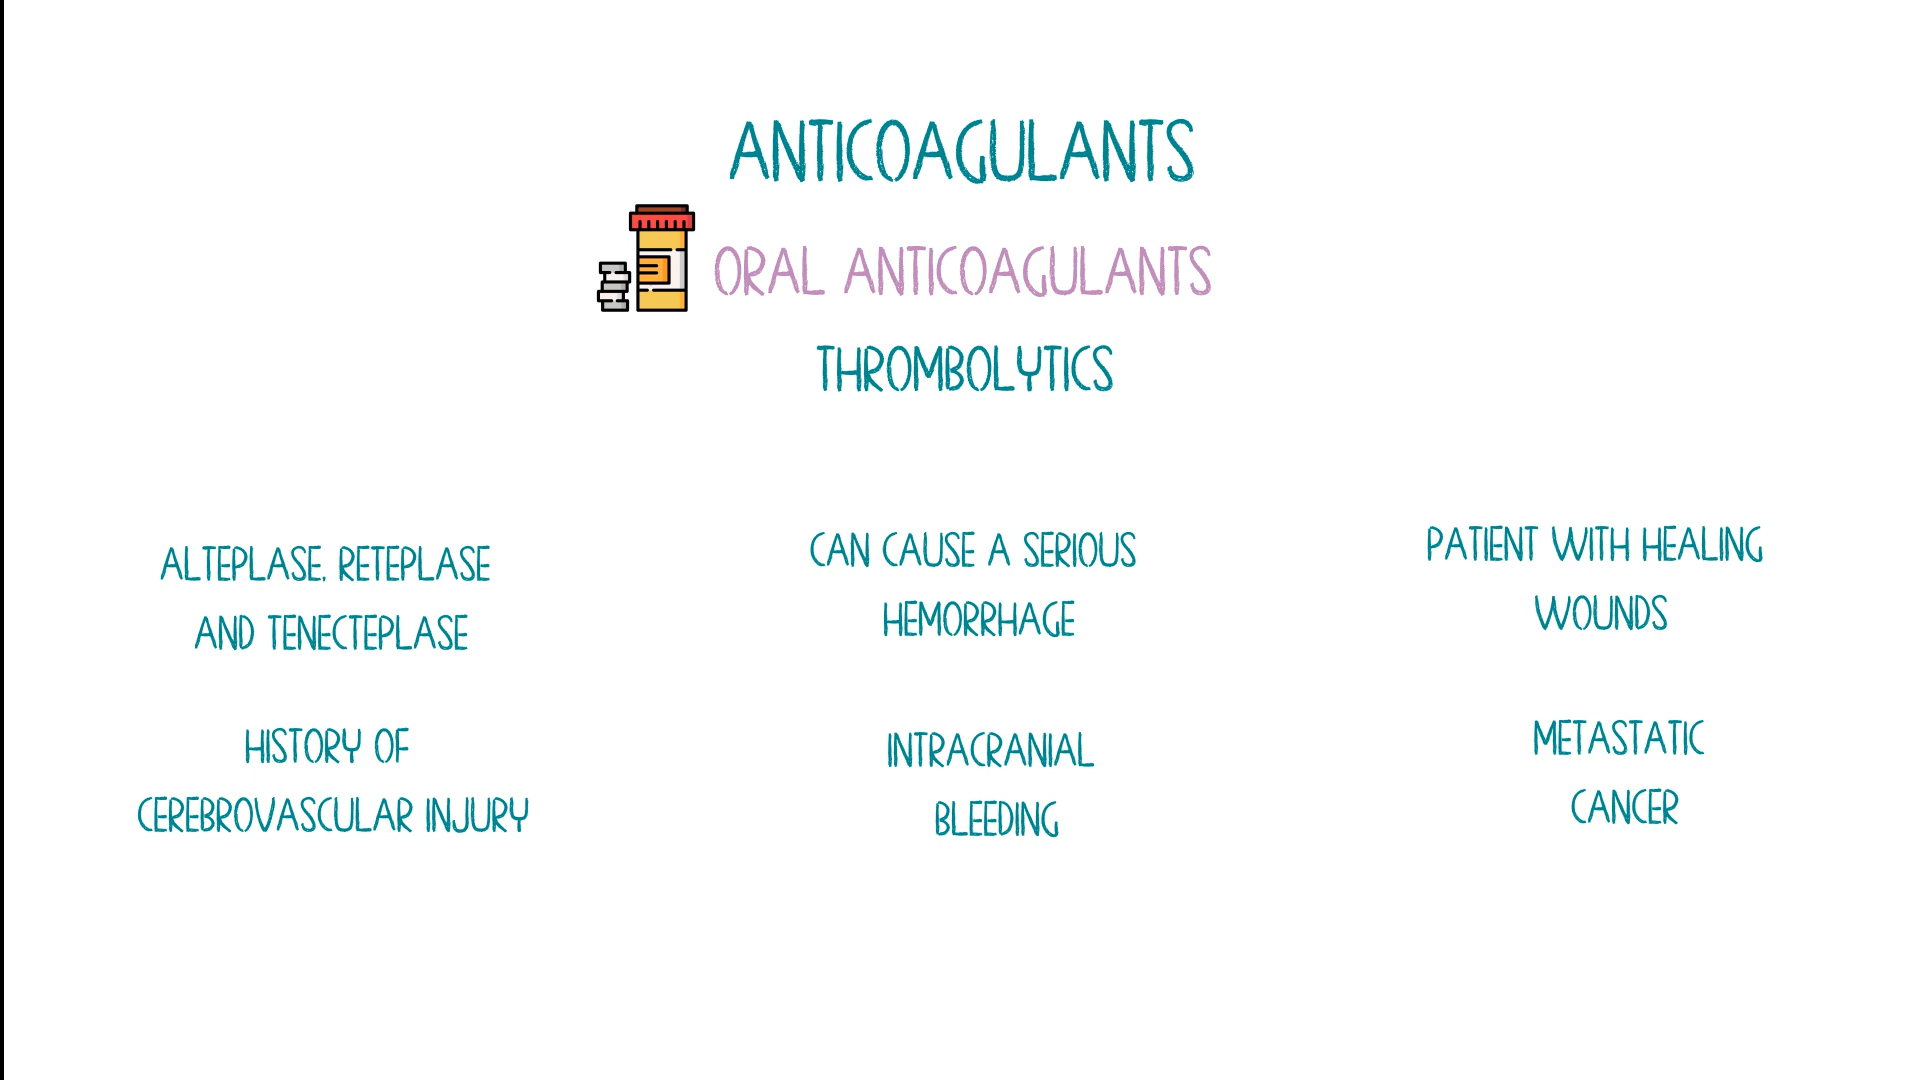 ANTICOAGULANTS
ORAL ANTICOAGULANTS
THROMBOLYTICS
ALTEPLASE, RETEPLASE
AND TENECTEPLASE
CAN CAUSE A SERIOUS
HEMORRHAGE
PATIENT WITH HEALING
WOUNDS
HISTORY OF
CEREBROVASCULAR INJURY
INTRACRANIAL
BLEEDING
METASTATIC
CANCER